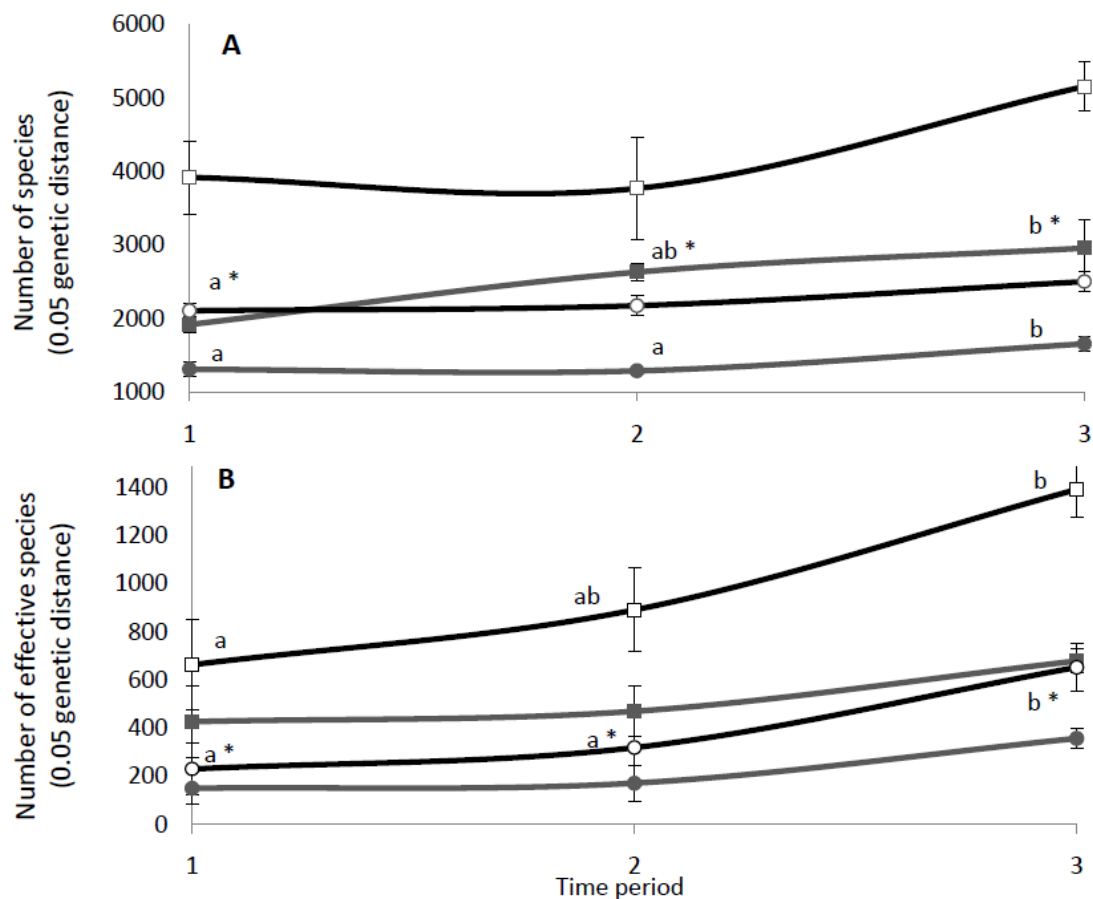 A
Number of species
(0.05 genetic distance)
6000
5000
4000
3000
2000
1000
a *
a
ab *
a
b *
b
1
2
3
B
Number of effective species
(0.05 genetic distance)
1400
1200
1000
800
600
400
200
0
a
ab
b
a *
a *
b *
1
2
3
Time period